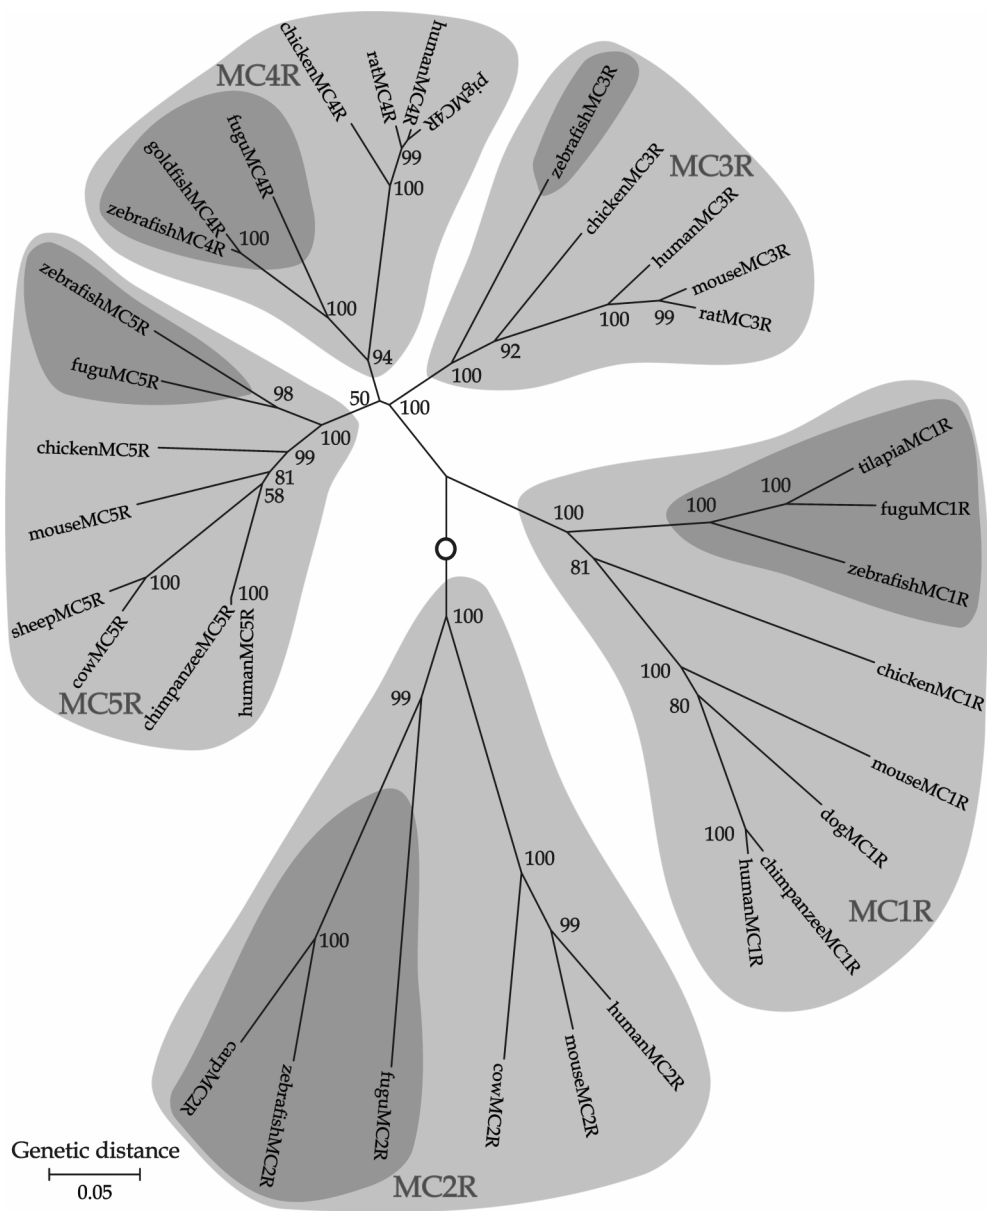 MC4R
chickenMC4R
ratMC4R
humanMC4R
pigMC4R
99
100
fuguMC4R
goldfishMC4R
zebrafishMC4R
100
100
94
MC3R
zebrafishMC3R
chickenMC3R
humanMC3R
mouseMC3R
ratMC3R
100
99
92
100
50
100
zebrafishMC5R
fuguMC5R
98
100
chickenMC5R
99
81
58
mouseMC5R
100
sheepMC5R
cowMC5R
100
chimpanzeeMC5R
humanMC5R
MC5R
tilapiaMC1R
100
fuguMC1R
100
100
zebrafishMC1R
81
chickenMC1R
100
80
mouseMC1R
dogMC1R
100
humanMC1R
chimpanzeeMC1R
MC1R
100
99
100
99
100
carpMC2R
zebrafishMC2R
fuguMC2R
cowMC2R
mouseMC2R
humanMC2R
MC2R
Genetic distance
0.05